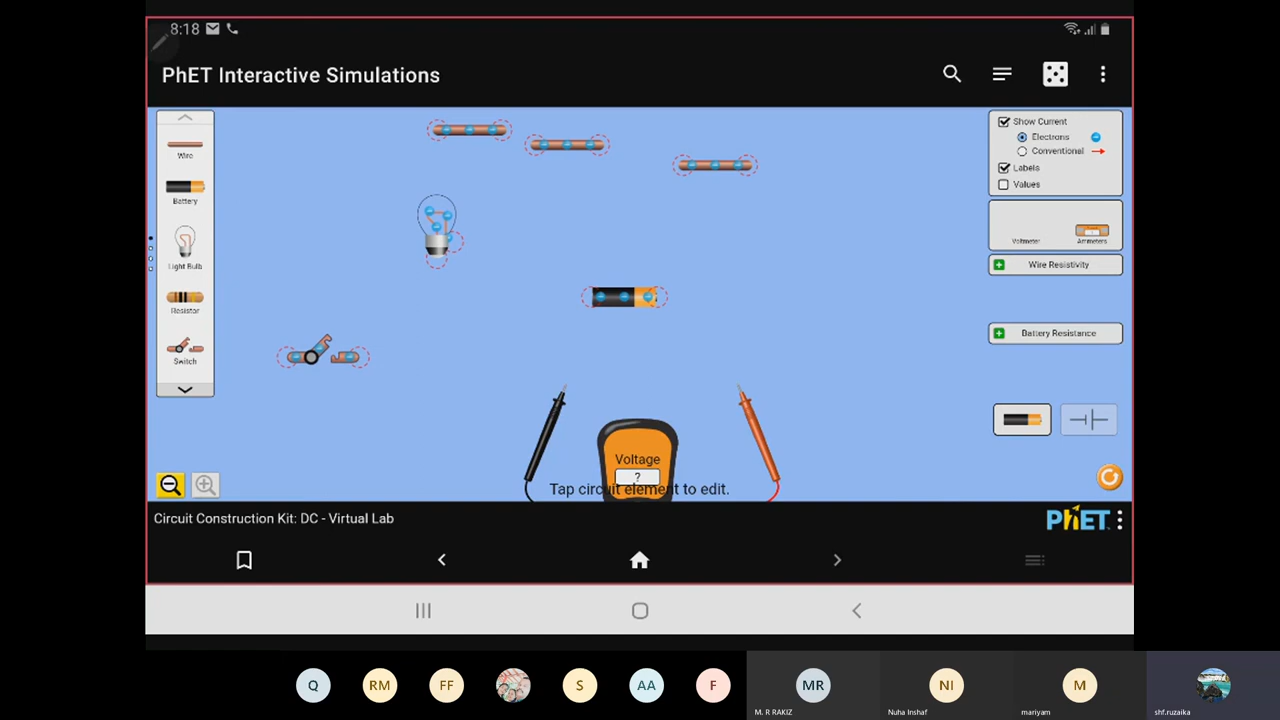 8:18
PhET Interactive Simulations
Wire
Battery
Light Bulb
Resistor
Switch
Show Current
Electrons
Conventional
Labels
Values
Voltmeter
Ammeters
Wire Resistivity
Battery Resistance
Voltage
?
Tap circuit element to edit.
Circuit Construction Kit: DC - Virtual Lab
PhET
Q
RM
FF
S
AA
F
MR
M. R RAKIZ
NI
Nuha Inshaf
M
mariyam
shf.ruzaika